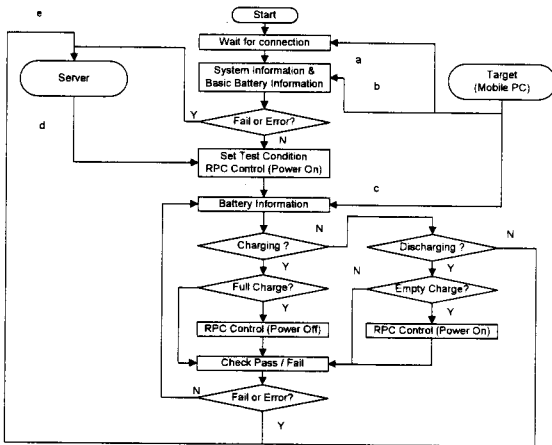 e
Start
Wait for connection
a
System Information &
Basic Battery Information
b
Target
(Mobile PC)
Server
Y
Fail or Error?
d
N
Set Test Condition
RPC Control (Power On)
c
Battery Information
N
N
Charging ?
Discharging ?
Y
Y
N
Full Charge?
Empty Charge?
Y
Y
RPC Control (Power Off)
RPC Control (Power On)
Check Pass / Fail
N
Fail or Error?
Y